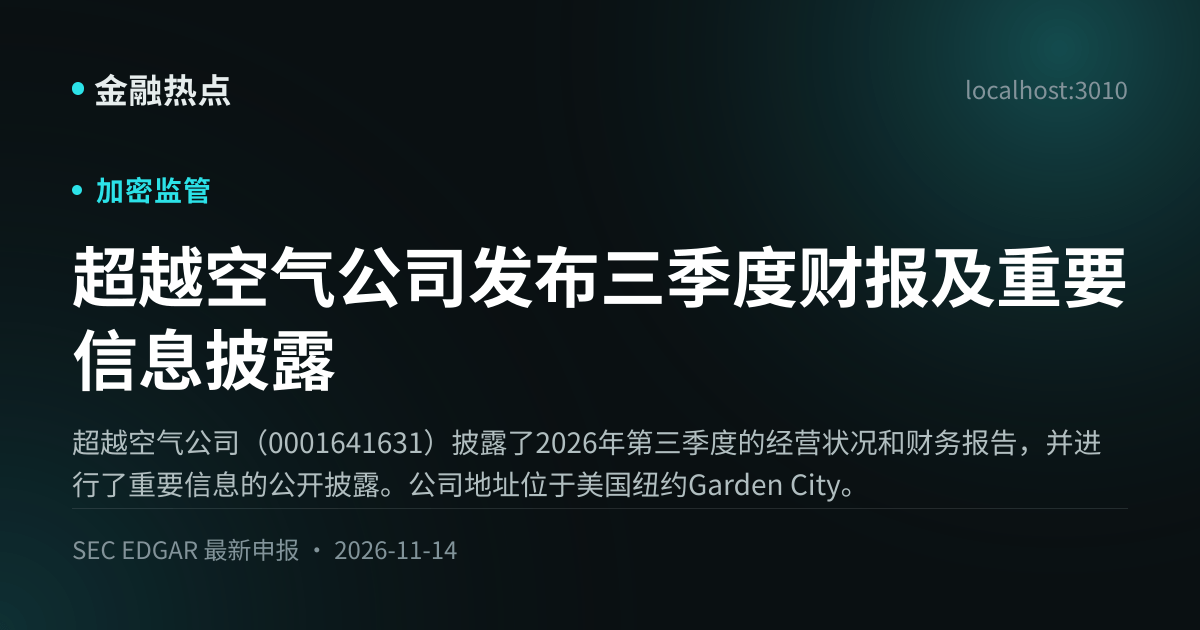 金融热点
localhost:3010
加密监管
超越空气公司发布三季度财报及重要
信息披露
超越空气公司（0001641631）披露了2026年第三季度的经营状况和财务报告，并进
行了重要信息的公开披露。公司地址位于美国纽约Garden City。
SEC EDGAR 最新申报 · 2026-11-14